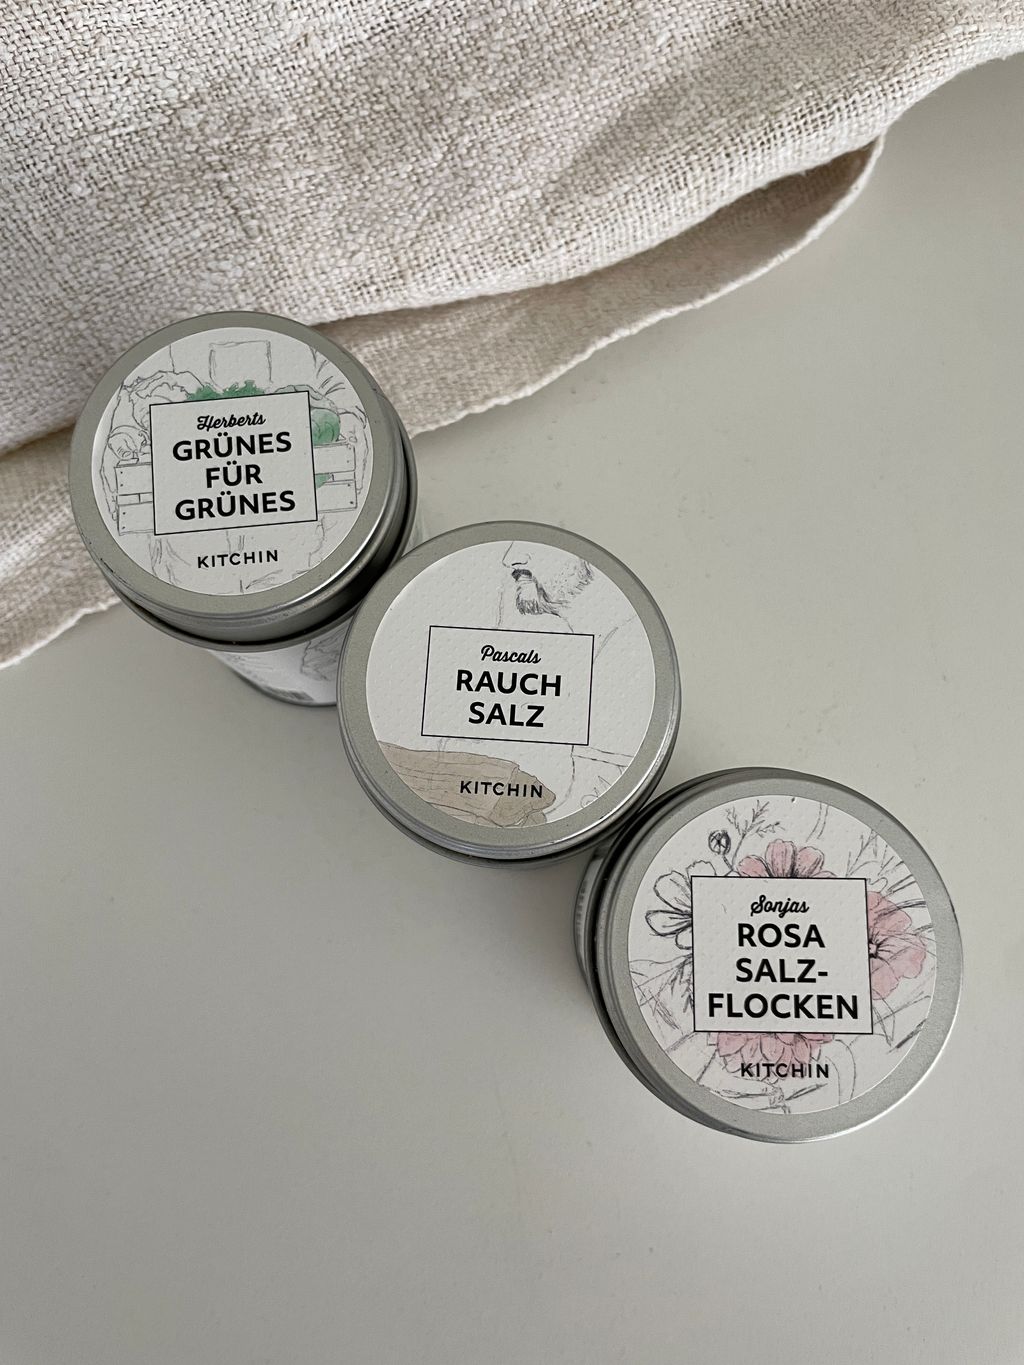 Herberts
GRÜNES
FÜR
GRÜNES
KITCHIN
Pascals
RAUCH
SALZ
KITCHIN
Sonjas
ROSA
SALZ-
FLOCKEN
KITCHIN